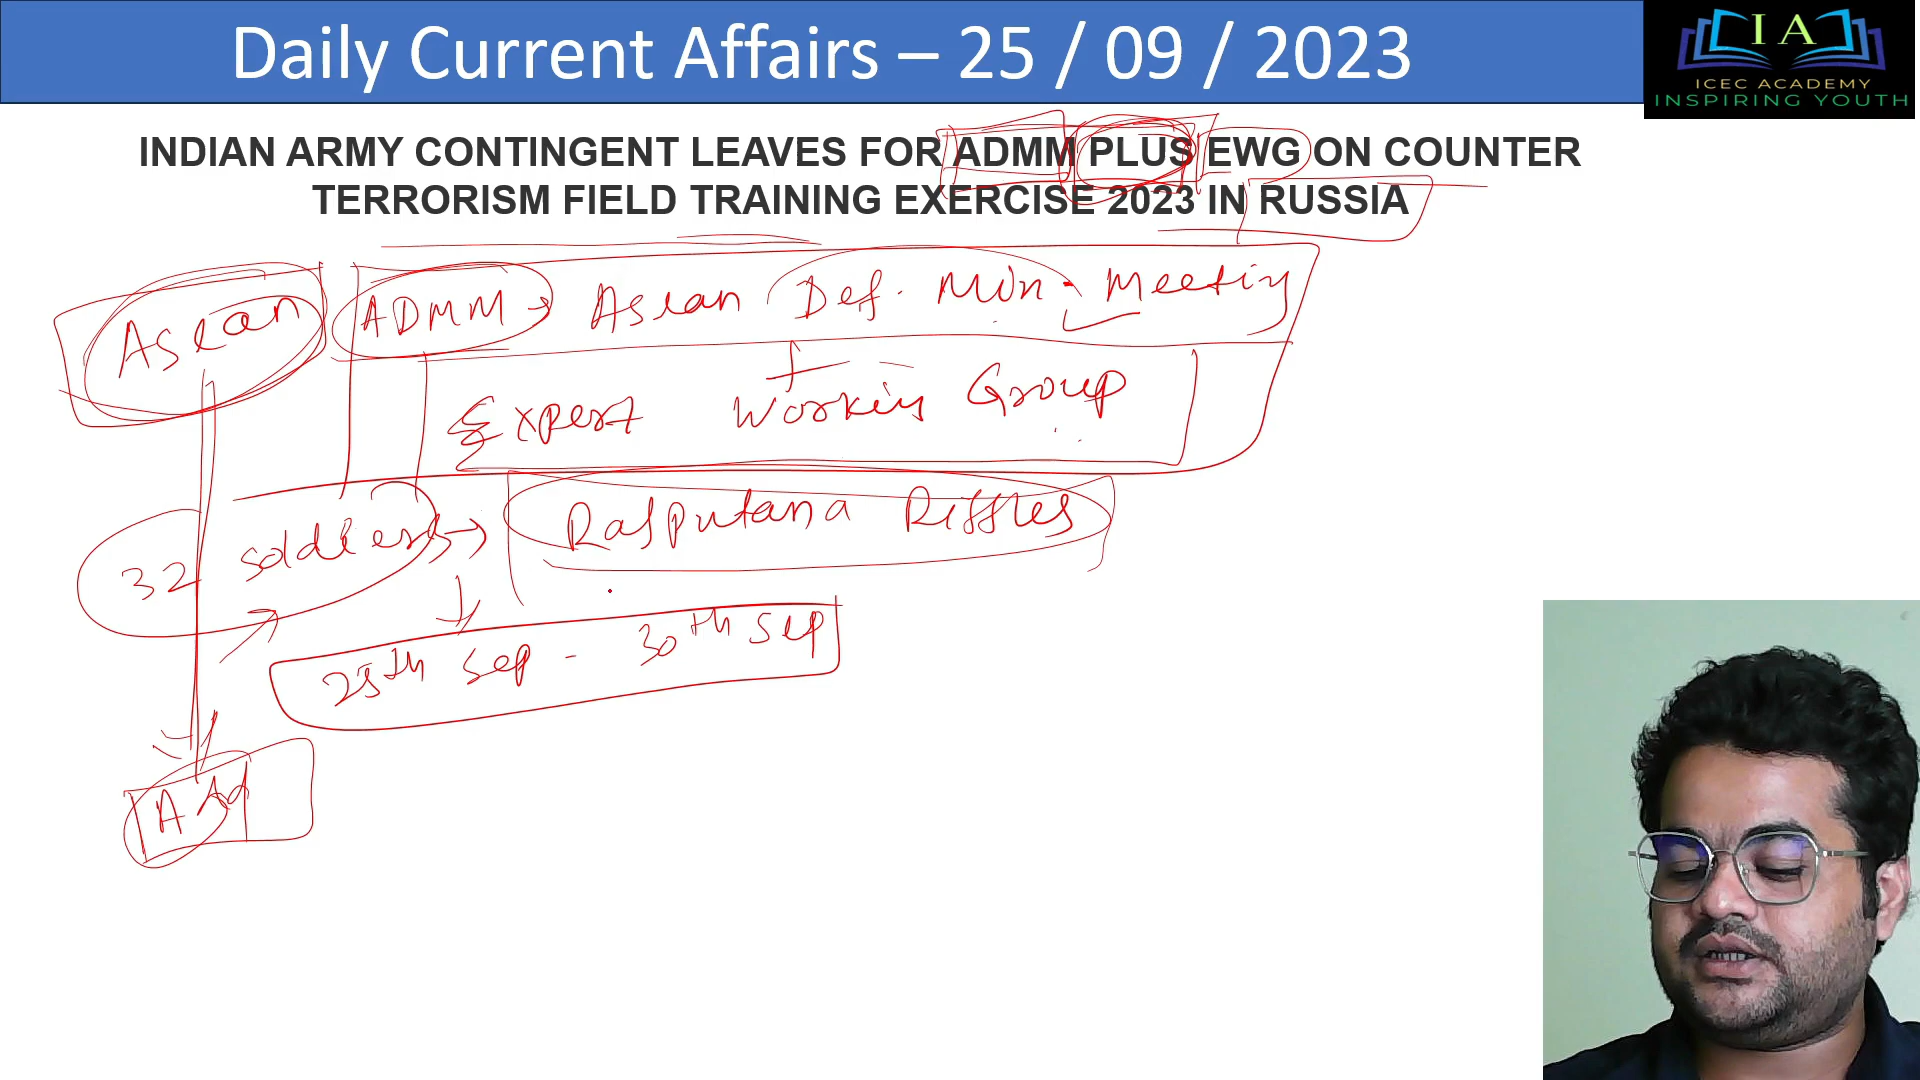 Daily Current Affairs – 25 / 09 / 2023
IA
ICEC ACADEMY
INSPIRING YOUTH
INDIAN ARMY CONTINGENT LEAVES FOR ADMM PLUS EWG ON COUNTER
TERRORISM FIELD TRAINING EXERCISE 2023 IN RUSSIA
Asean
ADMM → Asean Def. Min. Meeting
Expert Working Group
32 soldiers → Rajputana Riffles
25th Sep - 30th Sep